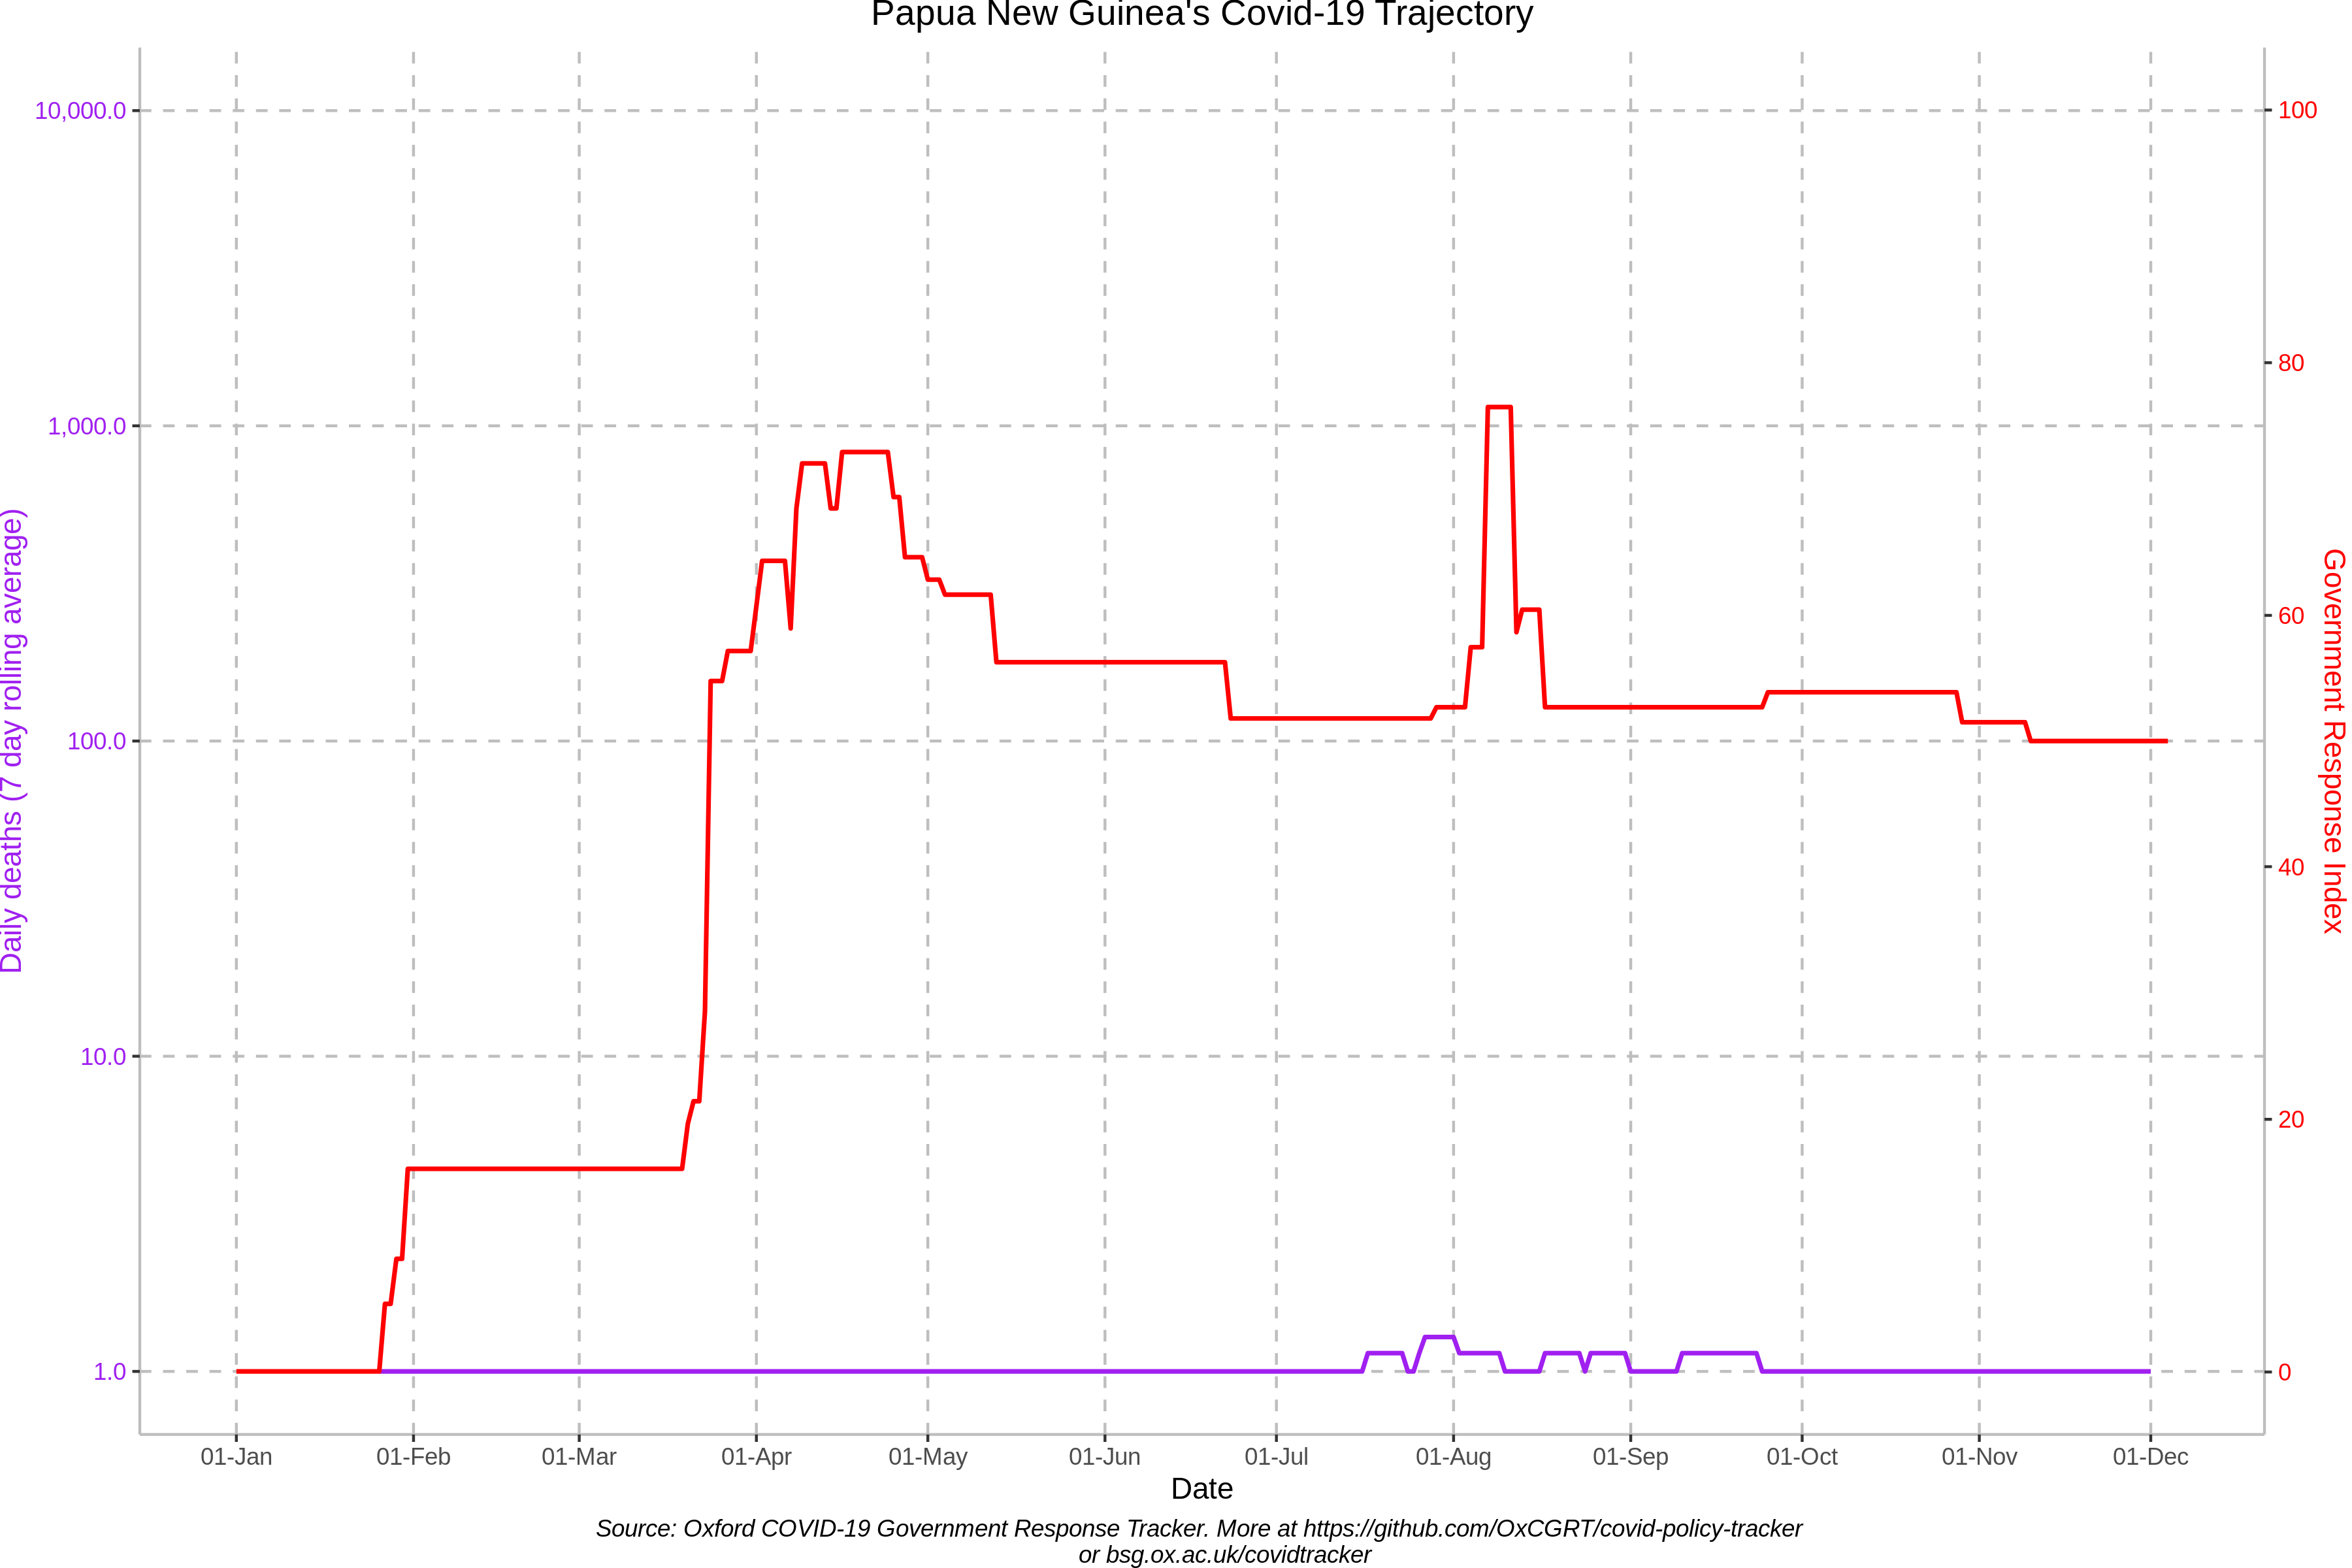 Papua New Guinea's Covid-19 Trajectory
Daily deaths (7 day rolling average)
10,000.0
1,000.0
100.0
10.0
1.0
100
80
60
40
20
0
Government Response Index
01-Jan
01-Feb
01-Mar
01-Apr
01-May
01-Jun
01-Jul
01-Aug
01-Sep
01-Oct
01-Nov
01-Dec
Date
Source: Oxford COVID-19 Government Response Tracker. More at https://github.com/OxCGRT/covid-policy-tracker
or bsg.ox.ac.uk/covidtracker